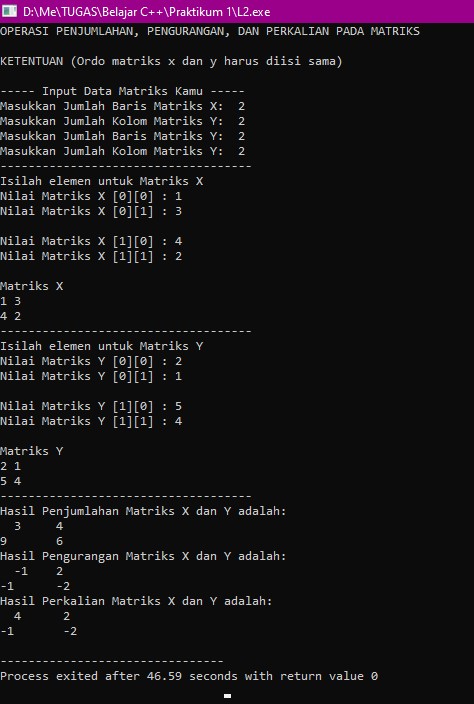 D:\Me\TUGAS\Belajar C++\Praktikum 1\L2.exe
OPERASI PENJUMLAHAN, PENGURANGAN, DAN PERKALIAN PADA MATRIKS
KETENTUAN (Ordo matriks x dan y harus diisi sama)
----- Input Data Matriks Kamu -----
Masukkan Jumlah Baris Matriks X:  2
Masukkan Jumlah Kolom Matriks Y:  2
Masukkan Jumlah Baris Matriks Y:  2
Masukkan Jumlah Kolom Matriks Y:  2
------------------------------------
Isilah elemen untuk Matriks X
Nilai Matriks X [0][0] : 1
Nilai Matriks X [0][1] : 3
Nilai Matriks X [1][0] : 4
Nilai Matriks X [1][1] : 2
Matriks X
1 3
4 2
------------------------------------
Isilah elemen untuk Matriks Y
Nilai Matriks Y [0][0] : 2
Nilai Matriks Y [0][1] : 1
Nilai Matriks Y [1][0] : 5
Nilai Matriks Y [1][1] : 4
Matriks Y
2 1
5 4
------------------------------------
Hasil Penjumlahan Matriks X dan Y adalah:
  3     4
9       6
Hasil Pengurangan Matriks X dan Y adalah:
  -1    2
-1      -2
Hasil Perkalian Matriks X dan Y adalah:
  4      2
-1       -2
--------------------------------
Process exited after 46.59 seconds with return value 0